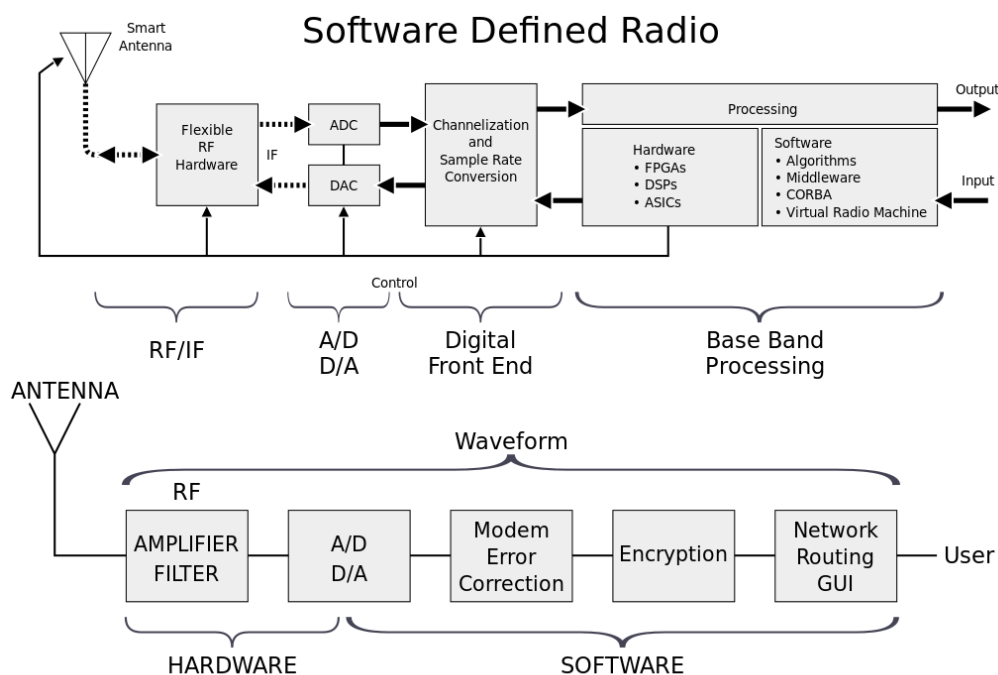 Software Defined Radio
Smart
Antenna
Flexible
RF
Hardware
IF
ADC
DAC
Channelization
and
Sample Rate
Conversion
Processing
Hardware
• FPGAs
• DSPs
• ASICs
Software
• Algorithms
• Middleware
• CORBA
• Virtual Radio Machine
Output
Input
Control
RF/IF
A/D
D/A
Digital
Front End
Base Band
Processing
ANTENNA
Waveform
RF
AMPLIFIER
FILTER
A/D
D/A
Modem
Error
Correction
Encryption
Network
Routing
GUI
User
HARDWARE
SOFTWARE